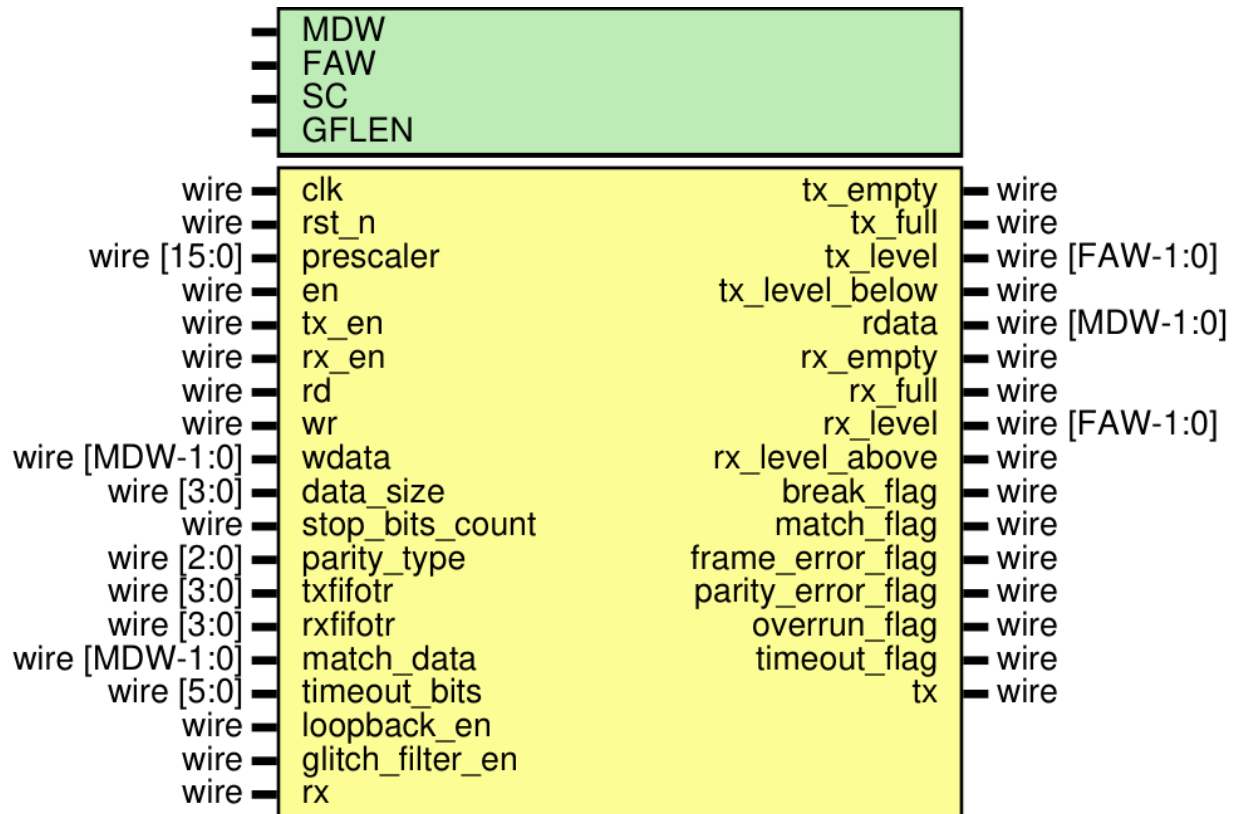 MDW
FAW
SC
GFLEN
wire clk tx_empty wire
wire rst_n tx_full wire
wire [15:0] prescaler tx_level wire [FAW-1:0]
wire en tx_level_below wire
wire tx_en rdata wire [MDW-1:0]
wire rx_en rx_empty wire
wire rd rx_full wire
wire wr rx_level wire [FAW-1:0]
wire [MDW-1:0] wdata rx_level_above wire
wire [3:0] data_size break_flag wire
wire stop_bits_count match_flag wire
wire [2:0] parity_type frame_error_flag wire
wire [3:0] txfifotr parity_error_flag wire
wire [3:0] rxfifotr overrun_flag wire
wire [MDW-1:0] match_data timeout_flag wire
wire [5:0] timeout_bits tx wire
wire loopback_en
wire glitch_filter_en
wire rx